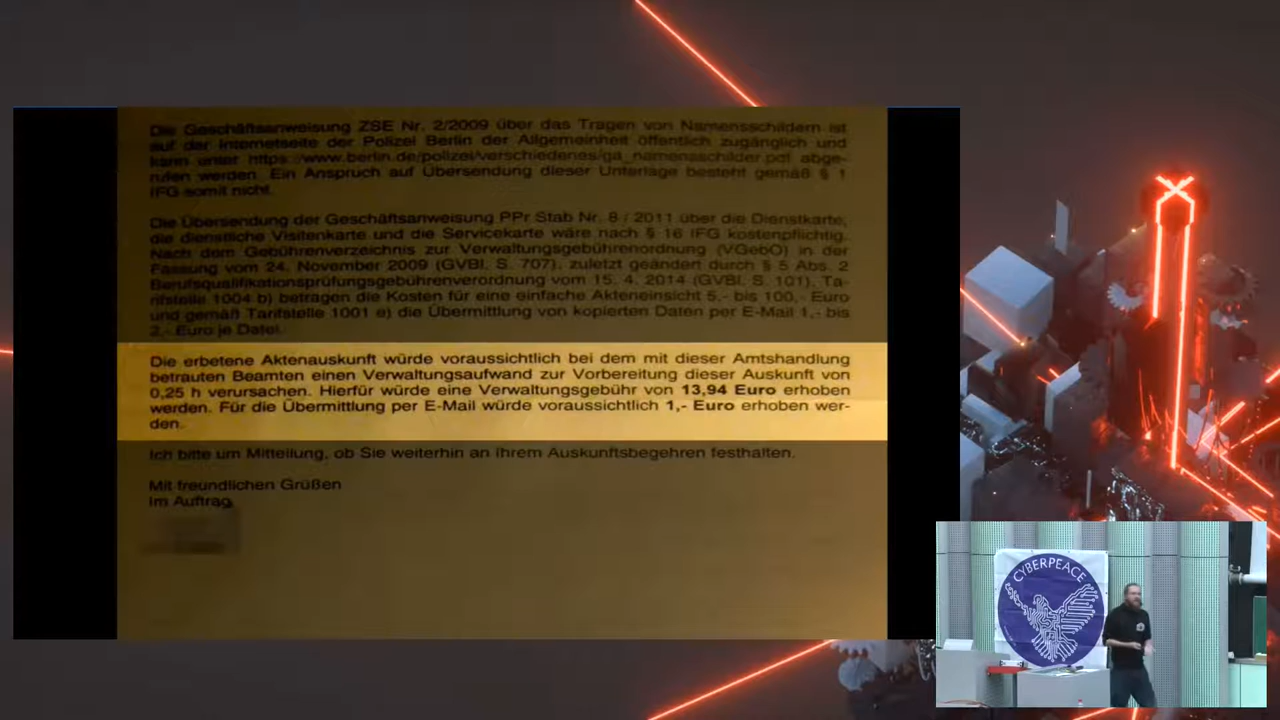 Die Geschäftsanweisung ZSE Nr. 2/2009 über das Tragen von Namensschildern ist
auf der Internetseite der Polizei Berlin der Allgemeinheit öffentlich zugänglich und
kann unter https://www.berlin.de/polizei/verschiedenes/ga_namensschilder.pdf abge-
rufen werden. Ein Anspruch auf Übersendung dieser Unterlage besteht gemäß § 1
IFG somit nicht.
Die Übersendung der Geschäftsanweisung PPr Stab Nr. 8 / 2011 über die Dienstkarte,
die dienstliche Visitenkarte und die Servicekarte wäre nach § 16 IFG kostenpflichtig.
Nach dem Gebührenverzeichnis zur Verwaltungsgebührenordnung (VGebO) in der
Fassung vom 24. November 2009 (GVBl. S. 707), zuletzt geändert durch § 5 Abs. 2
Berufsqualifikationsprüfungsgebührenverordnung vom 15. 4. 2014 (GVBl. S. 101), Ta-
rifstelle 1004 b) betragen die Kosten für eine einfache Akteneinsicht 5,- bis 100,- Euro
und gemäß Tarifstelle 1001 e) die Übermittlung von kopierten Daten per E-Mail 1,- bis
2,- Euro je Datei.
Die erbetene Aktenauskunft würde voraussichtlich bei dem mit dieser Amtshandlung
betrauten Beamten einen Verwaltungsaufwand zur Vorbereitung dieser Auskunft von
0,25 h verursachen. Hierfür würde eine Verwaltungsgebühr von 13,94 Euro erhoben
werden. Für die Übermittlung per E-Mail würde voraussichtlich 1,- Euro erhoben wer-
den.
Ich bitte um Mitteilung, ob Sie weiterhin an Ihrem Auskunftsbegehren festhalten.
Mit freundlichen Grüßen
Im Auftrag
CYBERPEACE